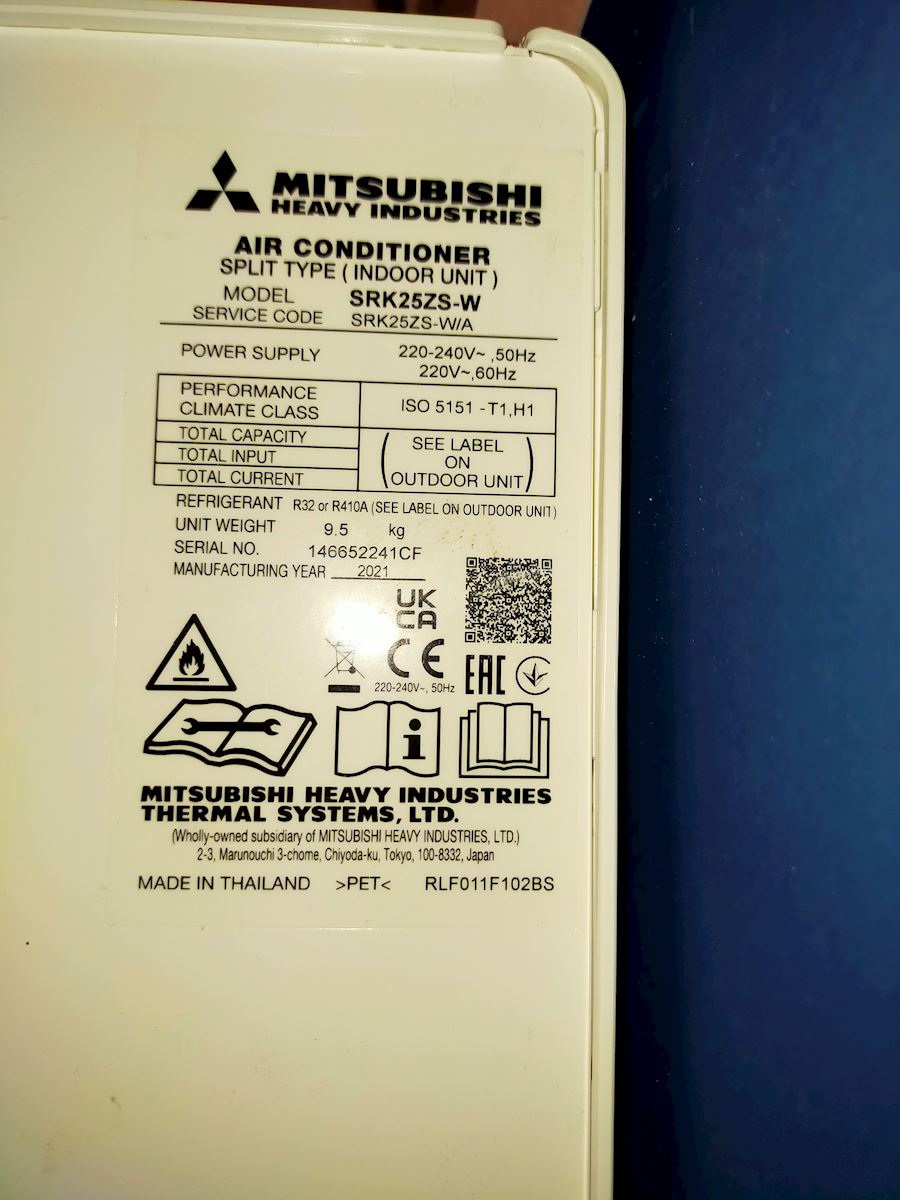 MITSUBISHI
HEAVY INDUSTRIES
AIR CONDITIONER
SPLIT TYPE ( INDOOR UNIT )
MODEL SRK25ZS-W
SERVICE CODE SRK25ZS-W/A
POWER SUPPLY 220-240V~ ,50Hz
220V~,60Hz
PERFORMANCE
CLIMATE CLASS
ISO 5151 -T1,H1
TOTAL CAPACITY
TOTAL INPUT
TOTAL CURRENT
(SEE LABEL
ON
OUTDOOR UNIT)
REFRIGERANT R32 or R410A (SEE LABEL ON OUTDOOR UNIT)
UNIT WEIGHT 9.5 kg
SERIAL NO. 146652241CF
MANUFACTURING YEAR 2021
UK
CA
CE
EAC
220-240V~, 50Hz
i
MITSUBISHI HEAVY INDUSTRIES
THERMAL SYSTEMS, LTD.
(Wholly-owned subsidiary of MITSUBISHI HEAVY INDUSTRIES, LTD.)
2-3, Marunouchi 3-chome, Chiyoda-ku, Tokyo, 100-8332, Japan
MADE IN THAILAND >PET< RLF011F102BS